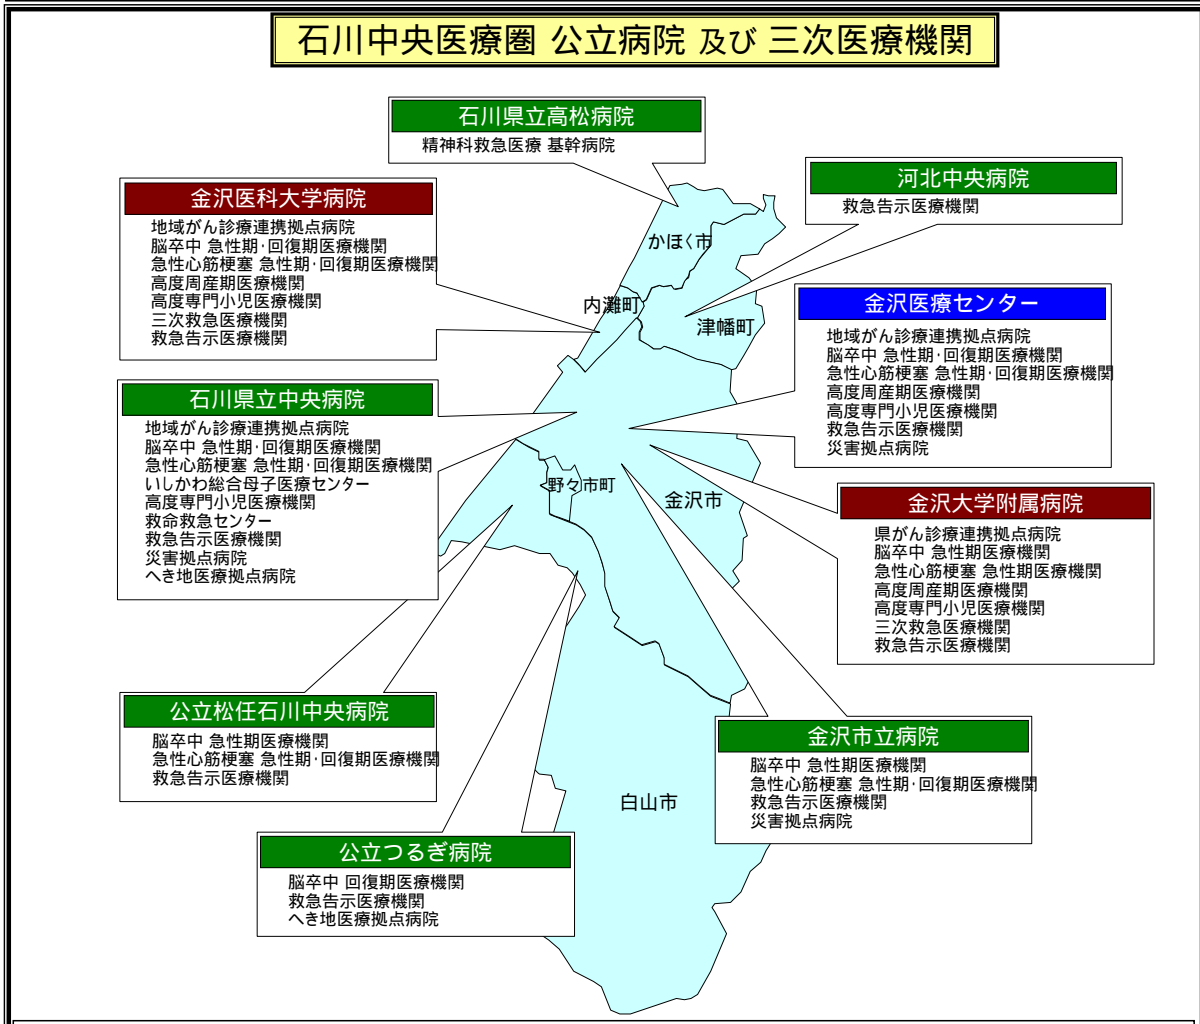 石川中央医療圏 公立病院 及び 三次医療機関
石川県立高松病院
精神科救急医療 基幹病院
河北中央病院
救急告示医療機関
金沢医科大学病院
地域がん診療連携拠点病院
脳卒中 急性期・回復期医療機関
急性心筋梗塞 急性期・回復期医療機関
高度周産期医療機関
高度専門小児医療機関
三次救急医療機関
救急告示医療機関
かほく市
内灘町
津幡町
金沢医療センター
地域がん診療連携拠点病院
脳卒中 急性期・回復期医療機関
急性心筋梗塞 急性期・回復期医療機関
高度周産期医療機関
高度専門小児医療機関
救急告示医療機関
災害拠点病院
石川県立中央病院
地域がん診療連携拠点病院
脳卒中 急性期・回復期医療機関
急性心筋梗塞 急性期・回復期医療機関
いしかわ総合母子医療センター
高度専門小児医療機関
救命救急センター
救急告示医療機関
災害拠点病院
へき地医療拠点病院
野々市町
金沢市
金沢大学附属病院
県がん診療連携拠点病院
脳卒中 急性期医療機関
急性心筋梗塞 急性期医療機関
高度周産期医療機関
高度専門小児医療機関
三次救急医療機関
救急告示医療機関
公立松任石川中央病院
脳卒中 急性期医療機関
急性心筋梗塞 急性期・回復期医療機関
救急告示医療機関
金沢市立病院
脳卒中 急性期医療機関
急性心筋梗塞 急性期・回復期医療機関
救急告示医療機関
災害拠点病院
白山市
公立つるぎ病院
脳卒中 回復期医療機関
救急告示医療機関
へき地医療拠点病院